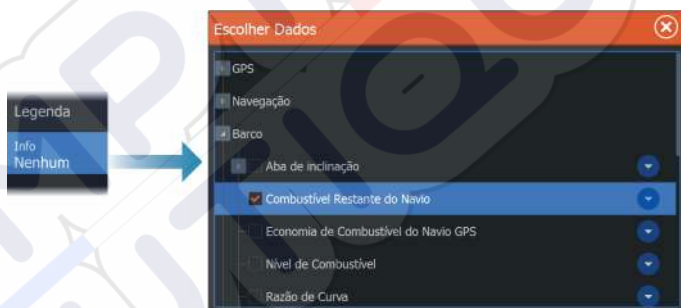 Escolher Dados
GPS
Navegação
Barco
Aba de inclinação
Combustível Restante do Navio
Economia de Combustível do Navio GPS
Nível de Combustível
Razão de Curva
Legenda
Info
Nenhum